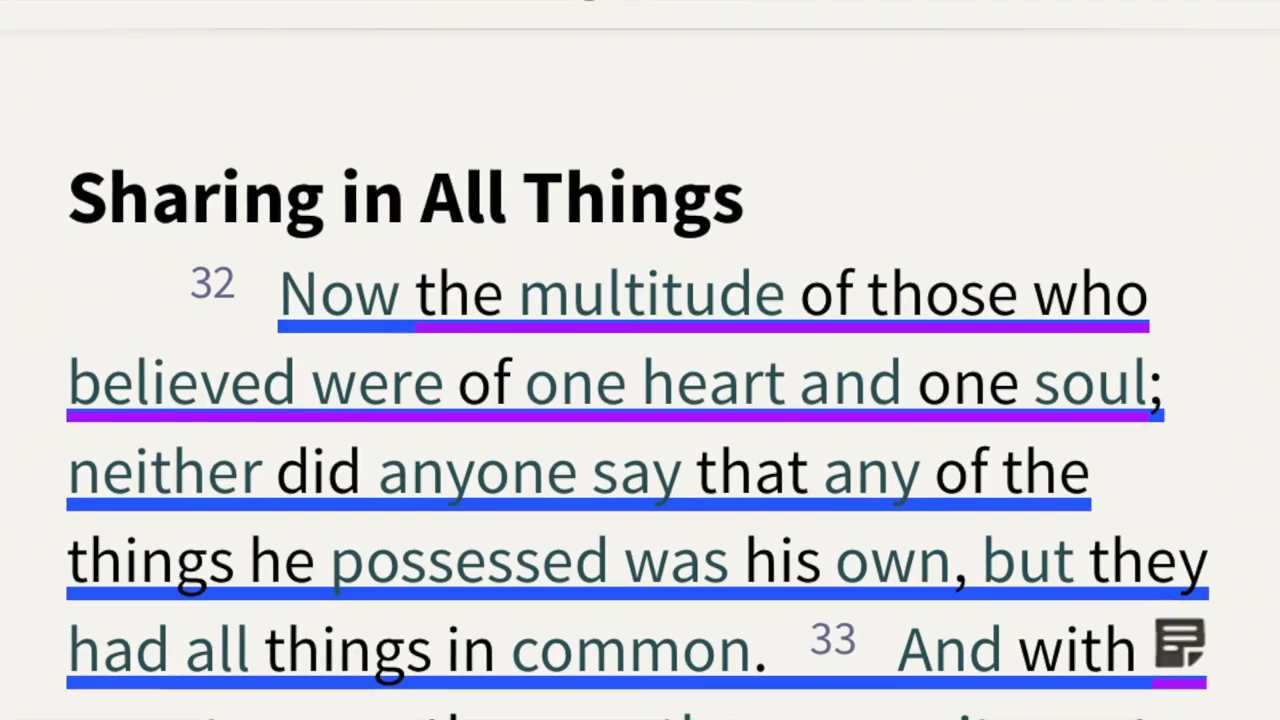 Sharing in All Things
32 Now the multitude of those who
believed were of one heart and one soul;
neither did anyone say that any of the
things he possessed was his own, but they
had all things in common. 33 And with